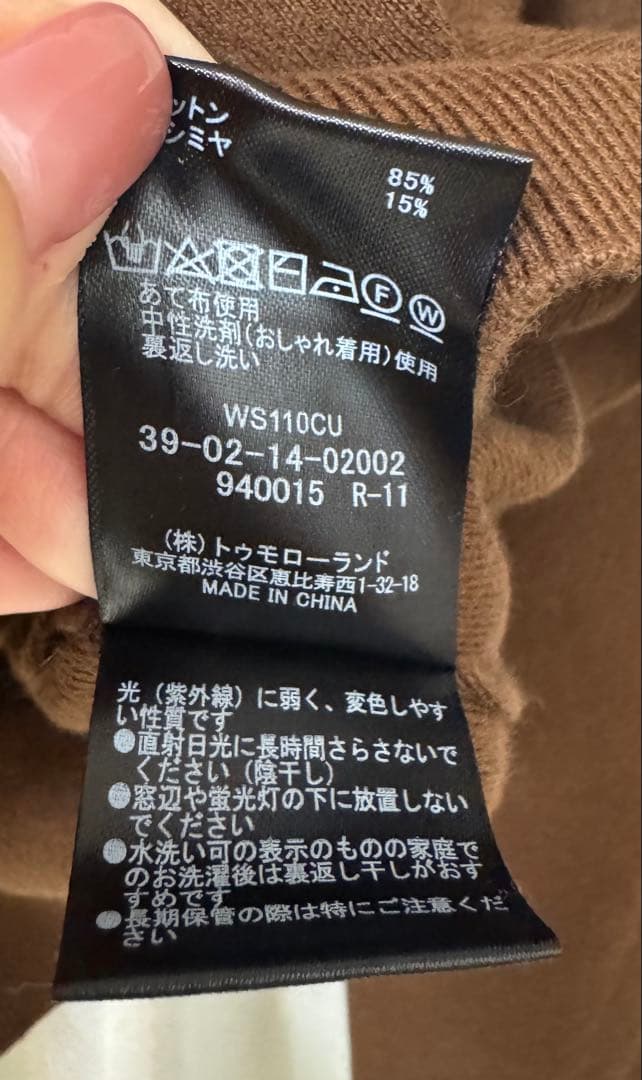 ットン
シミヤ
85%
15%
F W
あて布使用
中性洗剤(おしゃれ着用)使用
裏返し洗い
WS110CU
39-02-14-02002
940015 R-11
(株)トゥモローランド
東京都渋谷区恵比寿西1-32-18
MADE IN CHINA
光(紫外線)に弱く、変色しやす
い性質です
●直射日光に長時間さらさないで
ください(陰干し)
●窓辺や蛍光灯の下に放置しない
でください
●水洗い可の表示のものの家庭で
のお洗濯後は裏返し干しがおす
すめです
●長期保管の際は特にご注意くだ
さい